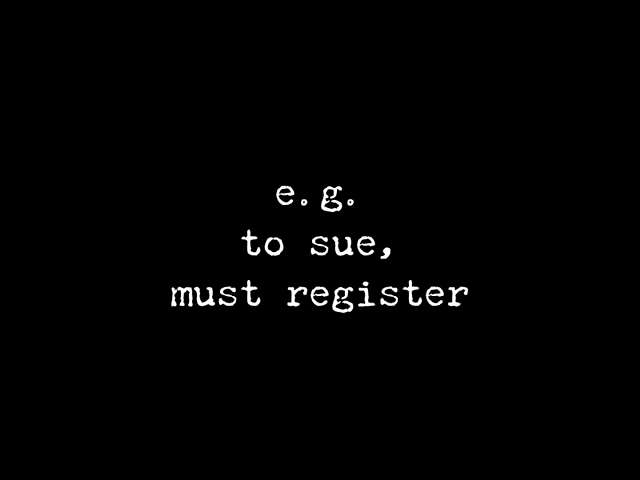 e.g.
to sue,
must register